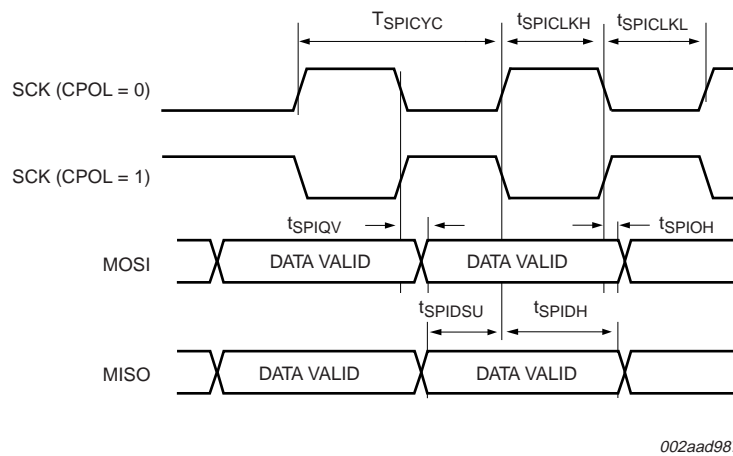 TSPICYC tSPICLKH tSPICLKL
SCK (CPOL = 0)
SCK (CPOL = 1)
tSPIQV tSPIOH
MOSI DATA VALID DATA VALID
tSPIDSU tSPIDH
MISO DATA VALID DATA VALID